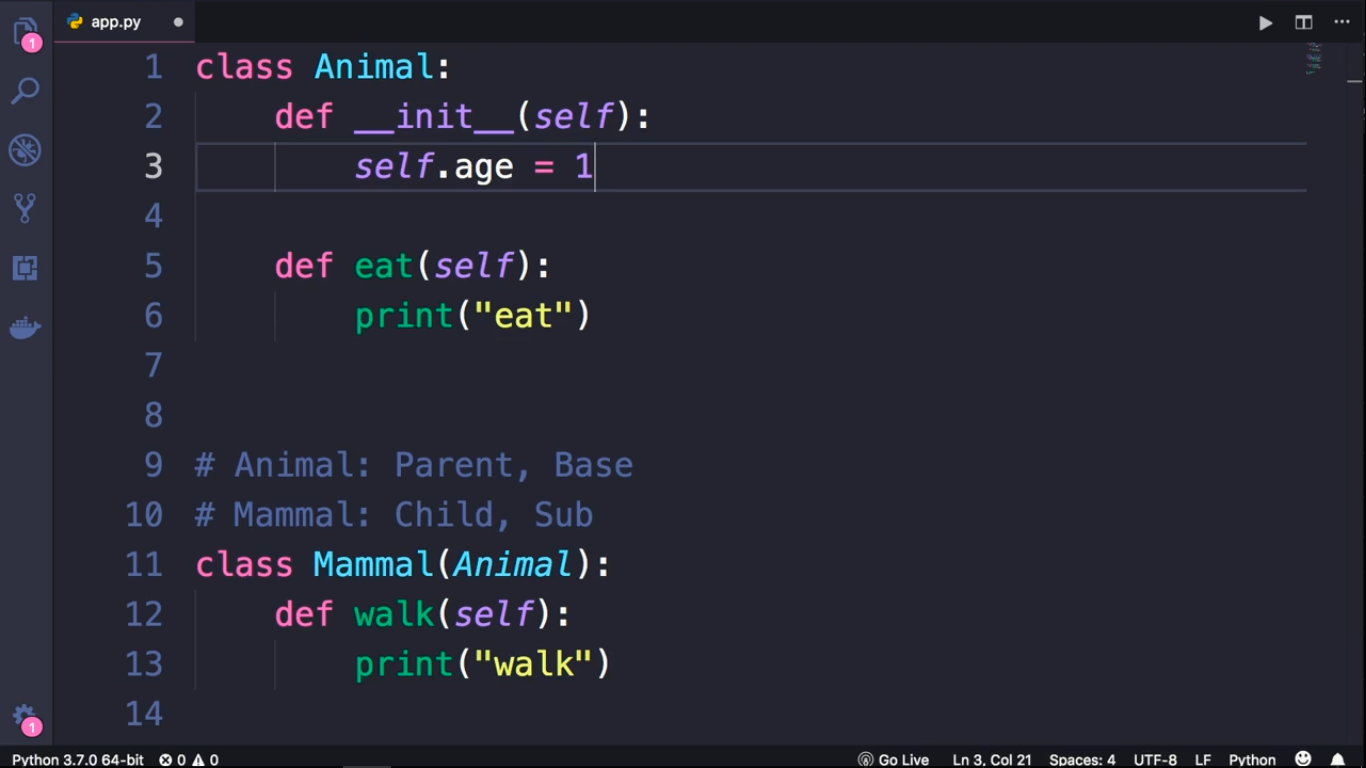 app.py
1
1 class Animal:
2     def __init__(self):
3         self.age = 1
4
5     def eat(self):
6         print("eat")
7
8
9 # Animal: Parent, Base
10 # Mammal: Child, Sub
11 class Mammal(Animal):
12     def walk(self):
13         print("walk")
14
1
Python 3.7.0 64-bit 0 0 Go Live Ln 3, Col 21 Spaces: 4 UTF-8 LF Python